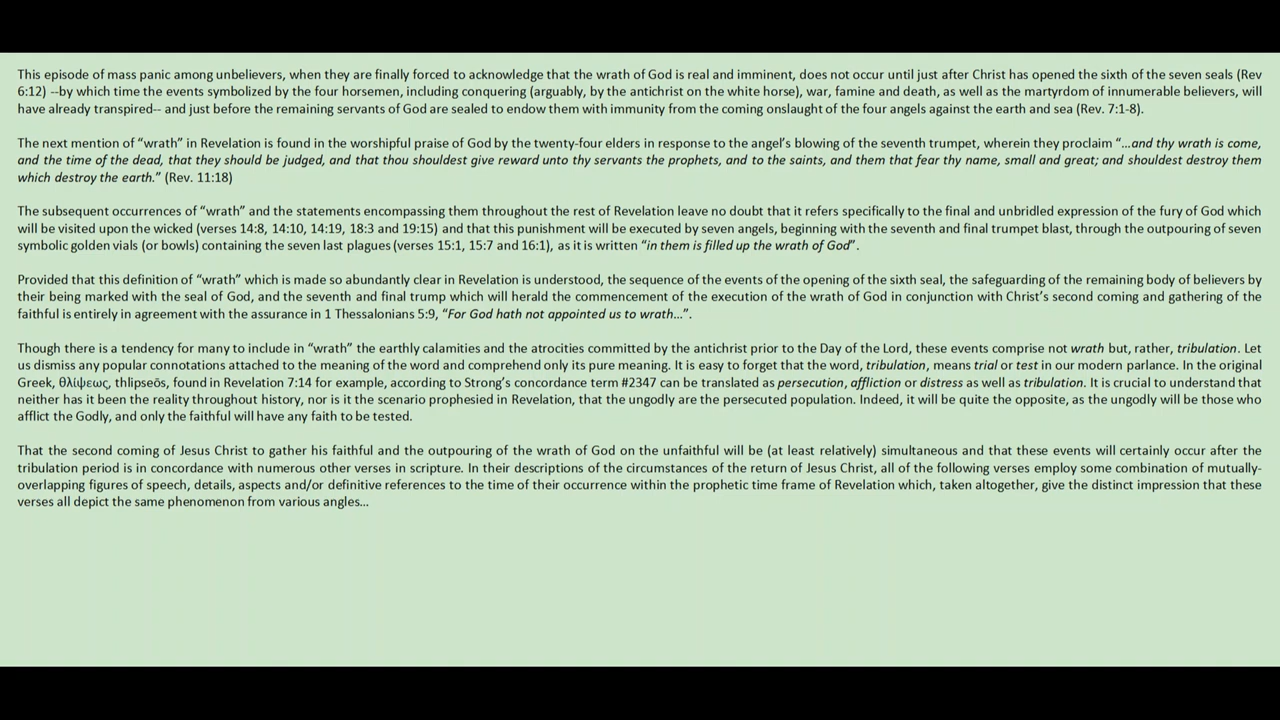 This episode of mass panic among unbelievers, when they are finally forced to acknowledge that the wrath of God is real and imminent, does not occur until just after Christ has opened the sixth of the seven seals (Rev
6:12) --by which time the events symbolized by the four horsemen, including conquering (arguably, by the antichrist on the white horse), war, famine and death, as well as the martyrdom of innumerable believers, will
have already transpired-- and just before the remaining servants of God are sealed to endow them with immunity from the coming onslaught of the four angels against the earth and sea (Rev. 7:1-8).
The next mention of “wrath” in Revelation is found in the worshipful praise of God by the twenty-four elders in response to the angel’s blowing of the seventh trumpet, wherein they proclaim “…and thy wrath is come,
and the time of the dead, that they should be judged, and that thou shouldest give reward unto thy servants the prophets, and to the saints, and them that fear thy name, small and great; and shouldest destroy them
which destroy the earth.” (Rev. 11:18)
The subsequent occurrences of “wrath” and the statements encompassing them throughout the rest of Revelation leave no doubt that it refers specifically to the final and unbridled expression of the fury of God which
will be visited upon the wicked (verses 14:8, 14:10, 14:19, 18:3 and 19:15) and that this punishment will be executed by seven angels, beginning with the seventh and final trumpet blast, through the outpouring of seven
symbolic golden vials (or bowls) containing the seven last plagues (verses 15:1, 15:7 and 16:1), as it is written “in them is filled up the wrath of God”.
Provided that this definition of “wrath” which is made so abundantly clear in Revelation is understood, the sequence of the events of the opening of the sixth seal, the safeguarding of the remaining body of believers by
their being marked with the seal of God, and the seventh and final trump which will herald the commencement of the execution of the wrath of God in conjunction with Christ’s second coming and gathering of the
faithful is entirely in agreement with the assurance in 1 Thessalonians 5:9, “For God hath not appointed us to wrath…”.
Though there is a tendency for many to include in “wrath” the earthly calamities and the atrocities committed by the antichrist prior to the Day of the Lord, these events comprise not wrath but, rather, tribulation. Let
us dismiss any popular connotations attached to the meaning of the word and comprehend only its pure meaning. It is easy to forget that the word, tribulation, means trial or test in our modern parlance. In the original
Greek, θλίψεως, thlipseōs, found in Revelation 7:14 for example, according to Strong’s concordance term #2347 can be translated as persecution, affliction or distress as well as tribulation. It is crucial to understand that
neither has it been the reality throughout history, nor is it the scenario prophesied in Revelation, that the ungodly are the persecuted population. Indeed, it will be quite the opposite, as the ungodly will be those who
afflict the Godly, and only the faithful will have any faith to be tested.
That the second coming of Jesus Christ to gather his faithful and the outpouring of the wrath of God on the unfaithful will be (at least relatively) simultaneous and that these events will certainly occur after the
tribulation period is in concordance with numerous other verses in scripture. In their descriptions of the circumstances of the return of Jesus Christ, all of the following verses employ some combination of mutually-
overlapping figures of speech, details, aspects and/or definitive references to the time of their occurrence within the prophetic time frame of Revelation which, taken altogether, give the distinct impression that these
verses all depict the same phenomenon from various angles…